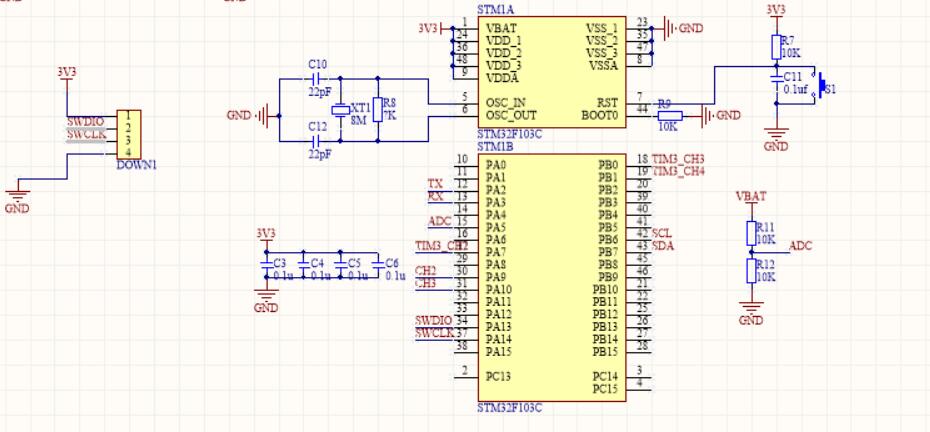 STM1A
3V3
1
VBAT
VSS_1
23
GND
24
VDD_1
VSS_2
35
36
VDD_2
VSS_3
47
48
VDD_3
VSSA
8
9
VDDA
5
OSC_IN
RST
7
6
OSC_OUT
BOOT0
44
R9
10K
GND
STM32F103C
3V3
R7
10K
C11
0.1uf
S1
GND
C10
22pF
GND
XT1
8M
R8
7K
C12
22pF
3V3
1
SWDIO
2
SWCLK
3
4
DOWN1
GND
STM1B
10
PA0
PB0
18
TIM3_CH3
11
PA1
PB1
19
TIM3_CH4
TX
12
PA2
PB2
20
RX
13
PA3
PB3
39
14
PA4
PB4
40
ADC
15
PA5
PB5
41
16
PA6
PB6
42
SCL
PA7
PB7
43
SDA
29
PA8
PB8
45
CH2
30
PA9
PB9
46
CH3
31
PA10
PB10
21
32
PA11
PB11
22
33
PA12
PB12
25
SWDIO
34
PA13
PB13
26
SWCLK
37
PA14
PB14
27
38
PA15
PB15
28
2
PC13
PC14
3
PC15
4
STM32F103C
3V3
C3
0.1u
C4
0.1u
C5
0.1u
C6
0.1u
GND
VBAT
R11
10K
ADC
R12
10K
GND